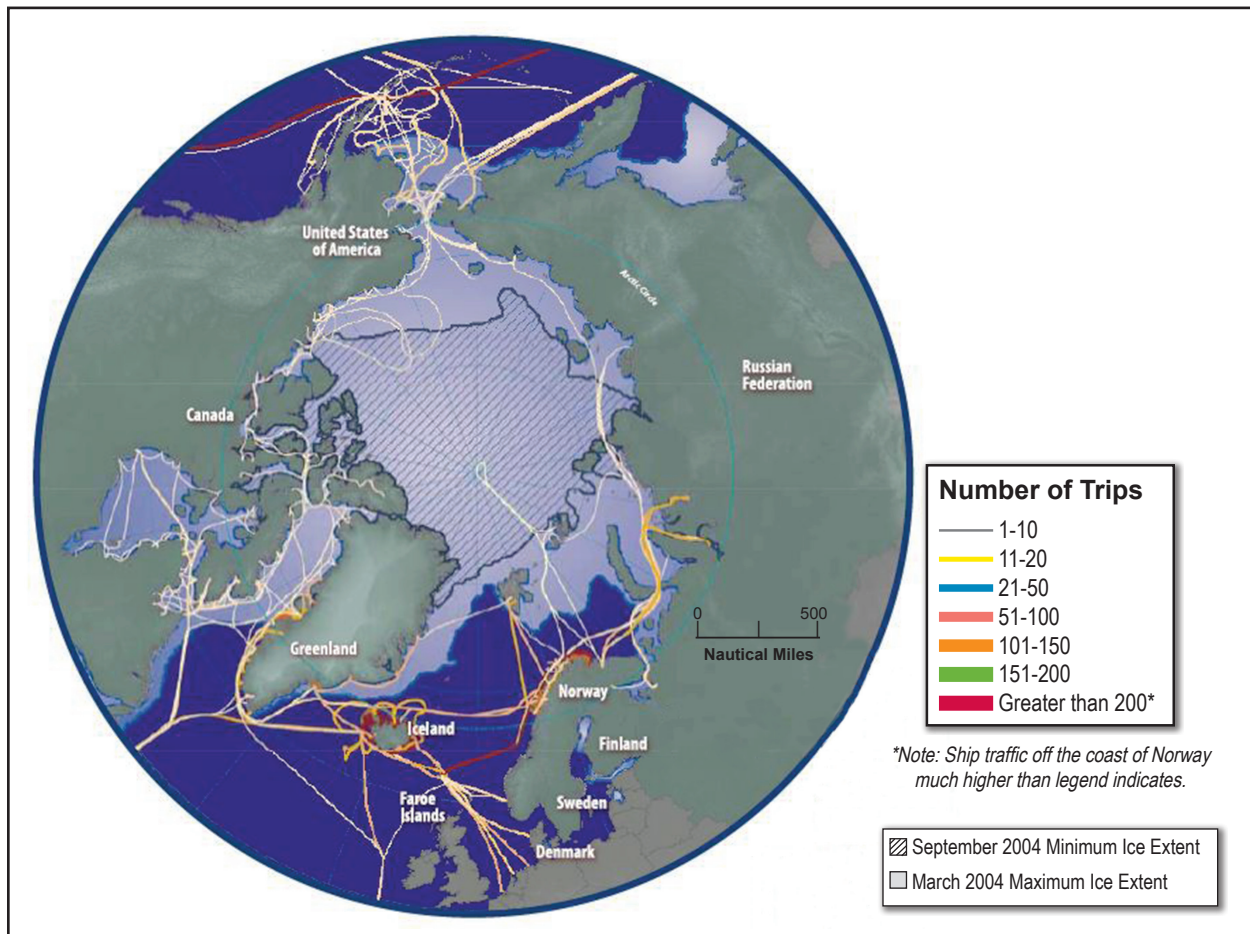 United States
of America
Arctic Circle
Russian
Federation
Canada
Greenland
0 500
Nautical Miles
Norway
Iceland
Finland
Faroe
Islands
Sweden
Denmark
Number of Trips
1-10
11-20
21-50
51-100
101-150
151-200
Greater than 200*
*Note: Ship traffic off the coast of Norway
much higher than legend indicates.
September 2004 Minimum Ice Extent
March 2004 Maximum Ice Extent